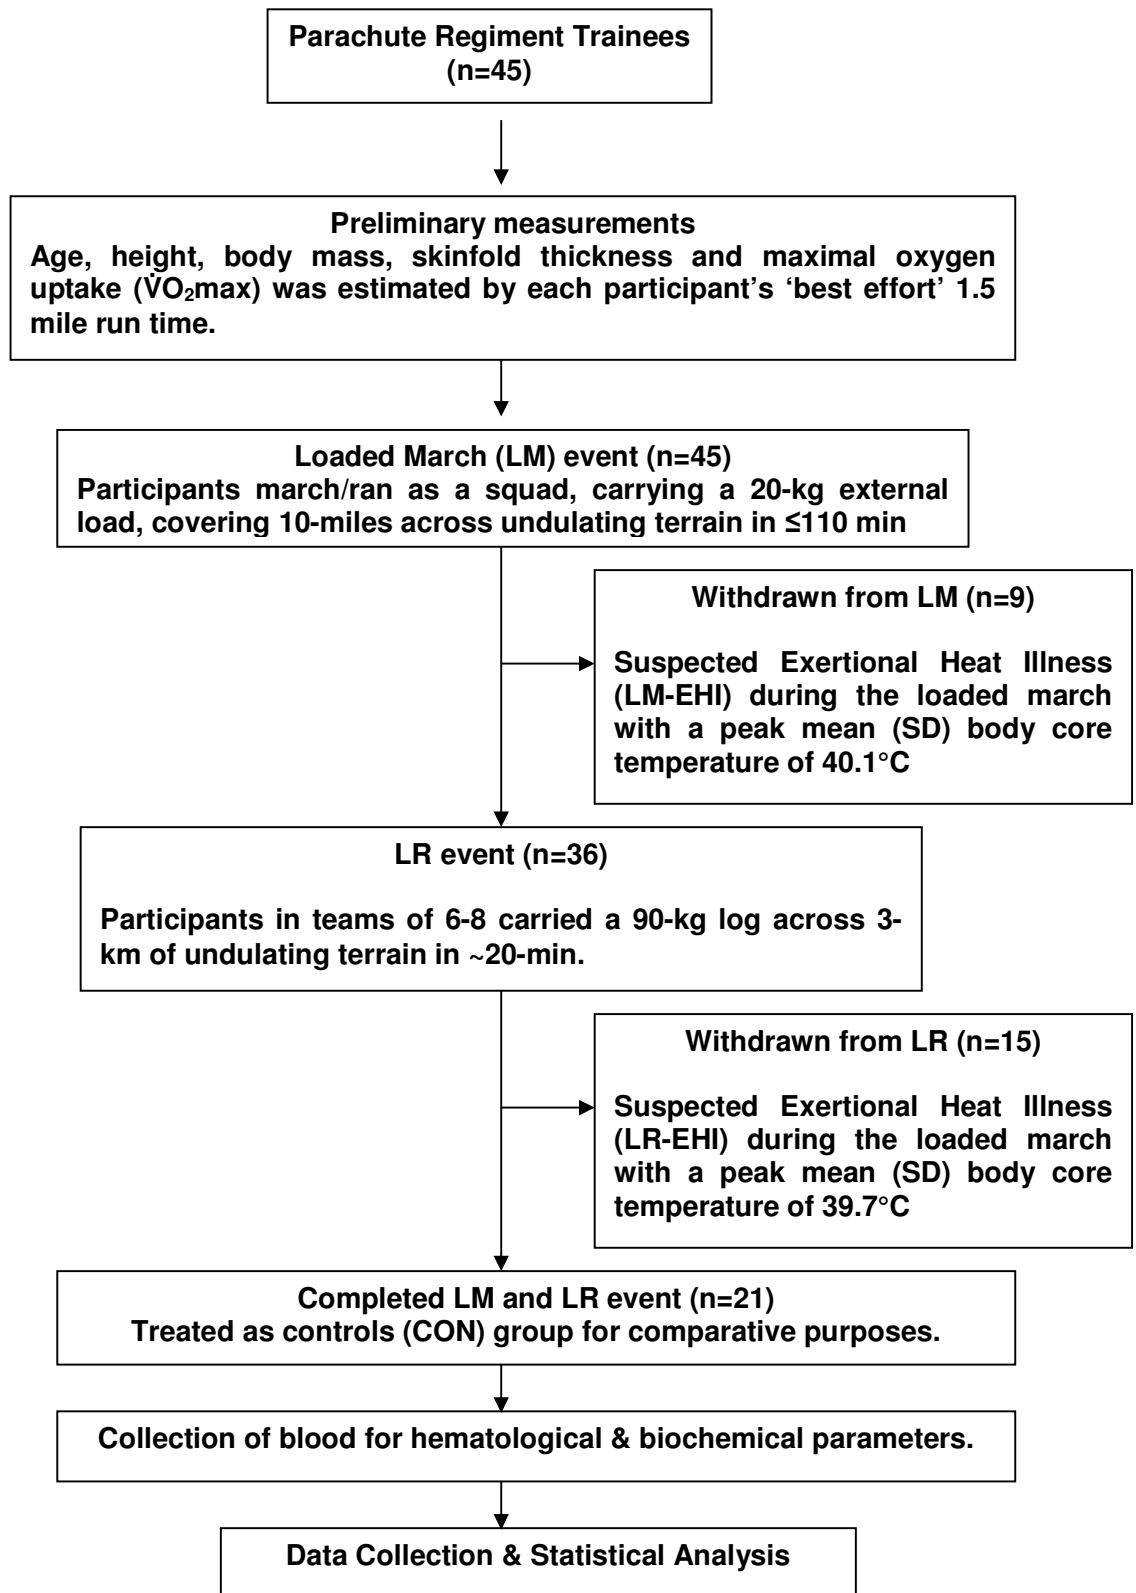 Parachute Regiment Trainees
(n=45)
Preliminary measurements
Age, height, body mass, skinfold thickness and maximal oxygen
uptake (V̇O₂max) was estimated by each participant’s ‘best effort’ 1.5
mile run time.
Loaded March (LM) event (n=45)
Participants march/ran as a squad, carrying a 20-kg external
load, covering 10-miles across undulating terrain in ≤110 min
Withdrawn from LM (n=9)
Suspected Exertional Heat Illness
(LM-EHI) during the loaded march
with a peak mean (SD) body core
temperature of 40.1°C
LR event (n=36)
Participants in teams of 6-8 carried a 90-kg log across 3-
km of undulating terrain in ~20-min.
Withdrawn from LR (n=15)
Suspected Exertional Heat Illness
(LR-EHI) during the loaded march
with a peak mean (SD) body core
temperature of 39.7°C
Completed LM and LR event (n=21)
Treated as controls (CON) group for comparative purposes.
Collection of blood for hematological & biochemical parameters.
Data Collection & Statistical Analysis